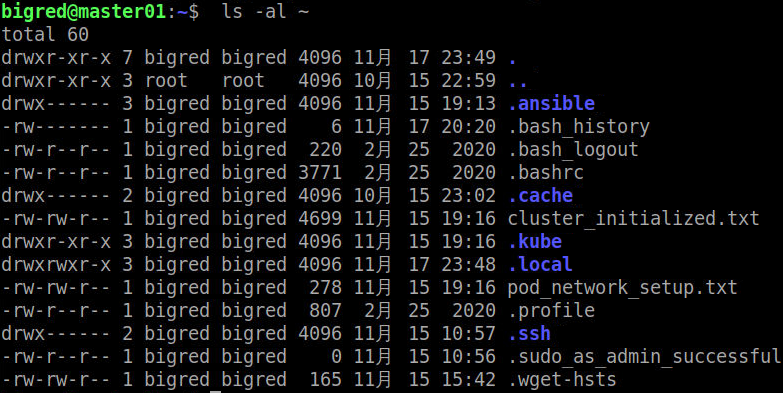 bigred@master01:~$  ls -al ~
total 60
drwxr-xr-x 7 bigred bigred 4096 11月 17 23:49 .
drwxr-xr-x 3 root   root   4096 10月 15 22:59 ..
drwx------ 3 bigred bigred 4096 11月 15 19:13 .ansible
-rw------- 1 bigred bigred    6 11月 17 20:20 .bash_history
-rw-r--r-- 1 bigred bigred  220  2月 25  2020 .bash_logout
-rw-r--r-- 1 bigred bigred 3771  2月 25  2020 .bashrc
drwx------ 2 bigred bigred 4096 10月 15 23:02 .cache
-rw-rw-r-- 1 bigred bigred 4699 11月 15 19:16 cluster_initialized.txt
drwxr-xr-x 3 bigred bigred 4096 11月 15 19:16 .kube
drwxrwxr-x 3 bigred bigred 4096 11月 17 23:48 .local
-rw-rw-r-- 1 bigred bigred  278 11月 15 19:16 pod_network_setup.txt
-rw-r--r-- 1 bigred bigred  807  2月 25  2020 .profile
drwx------ 2 bigred bigred 4096 11月 15 10:57 .ssh
-rw-r--r-- 1 bigred bigred    0 11月 15 10:56 .sudo_as_admin_successful
-rw-rw-r-- 1 bigred bigred  165 11月 15 15:42 .wget-hsts